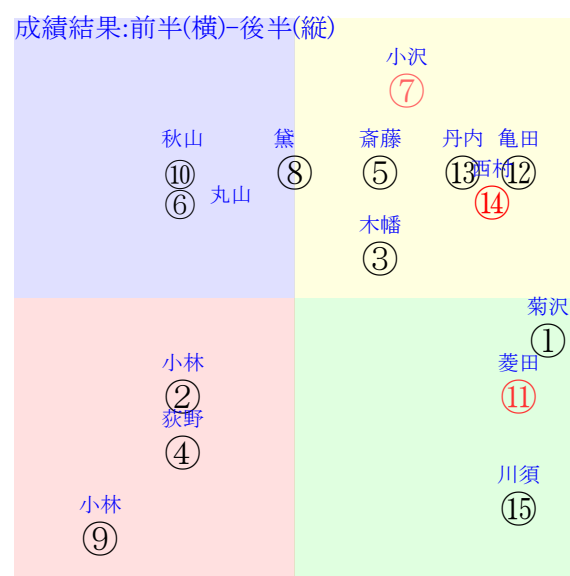 成績結果:前半(横)-後半(縦)
小沢
⑦
秋山
黛
斎藤
丹内
亀田
⑩
⑧
⑤
⑬
西村
⑫
⑥
丸山
⑭
木幡
③
菊沢
①
小林
②
菱田
⑪
荻野
④
川須
⑮
小林
⑨